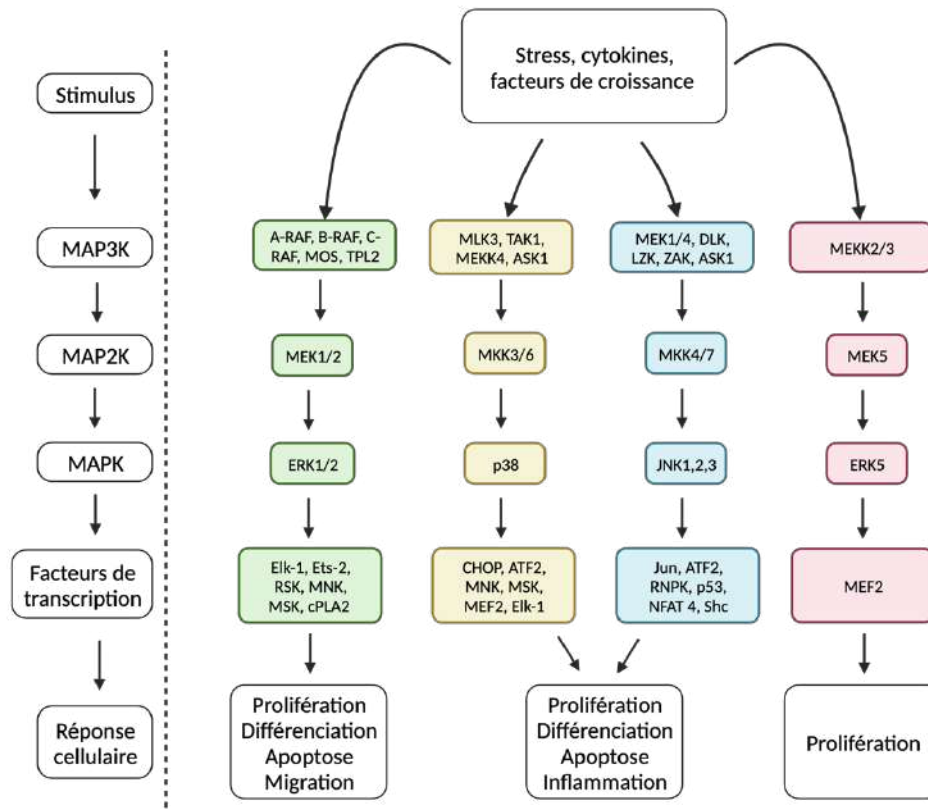 Stress, cytokines,
facteurs de croissance
Stimulus
MAP3K
A-RAF, B-RAF, C-
RAF, MOS, TPL2
MLK3, TAK1,
MEKK4, ASK1
MEK1/4, DLK,
LZK, ZAK, ASK1
MEKK2/3
MAP2K
MEK1/2
MKK3/6
MKK4/7
MEK5
MAPK
ERK1/2
p38
JNK1,2,3
ERK5
Facteurs de
transcription
Elk-1, Ets-2,
RSK, MNK,
MSK, cPLA2
CHOP, ATF2,
MNK, MSK,
MEF2, Elk-1
Jun, ATF2,
RNPK, p53,
NFAT 4, Shc
MEF2
Réponse
cellulaire
Prolifération
Différenciation
Apoptose
Migration
Prolifération
Différenciation
Apoptose
Inflammation
Prolifération